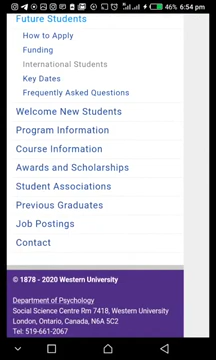 46% 6:54 pm
Future Students
How to Apply
Funding
International Students
Key Dates
Frequently Asked Questions
Welcome New Students
Program Information
Course Information
Awards and Scholarships
Student Associations
Previous Graduates
Job Postings
Contact
© 1878 - 2020 Western University
Department of Psychology
Social Science Centre Rm 7418, Western University
London, Ontario, Canada, N6A 5C2
Tel: 519-661-2067